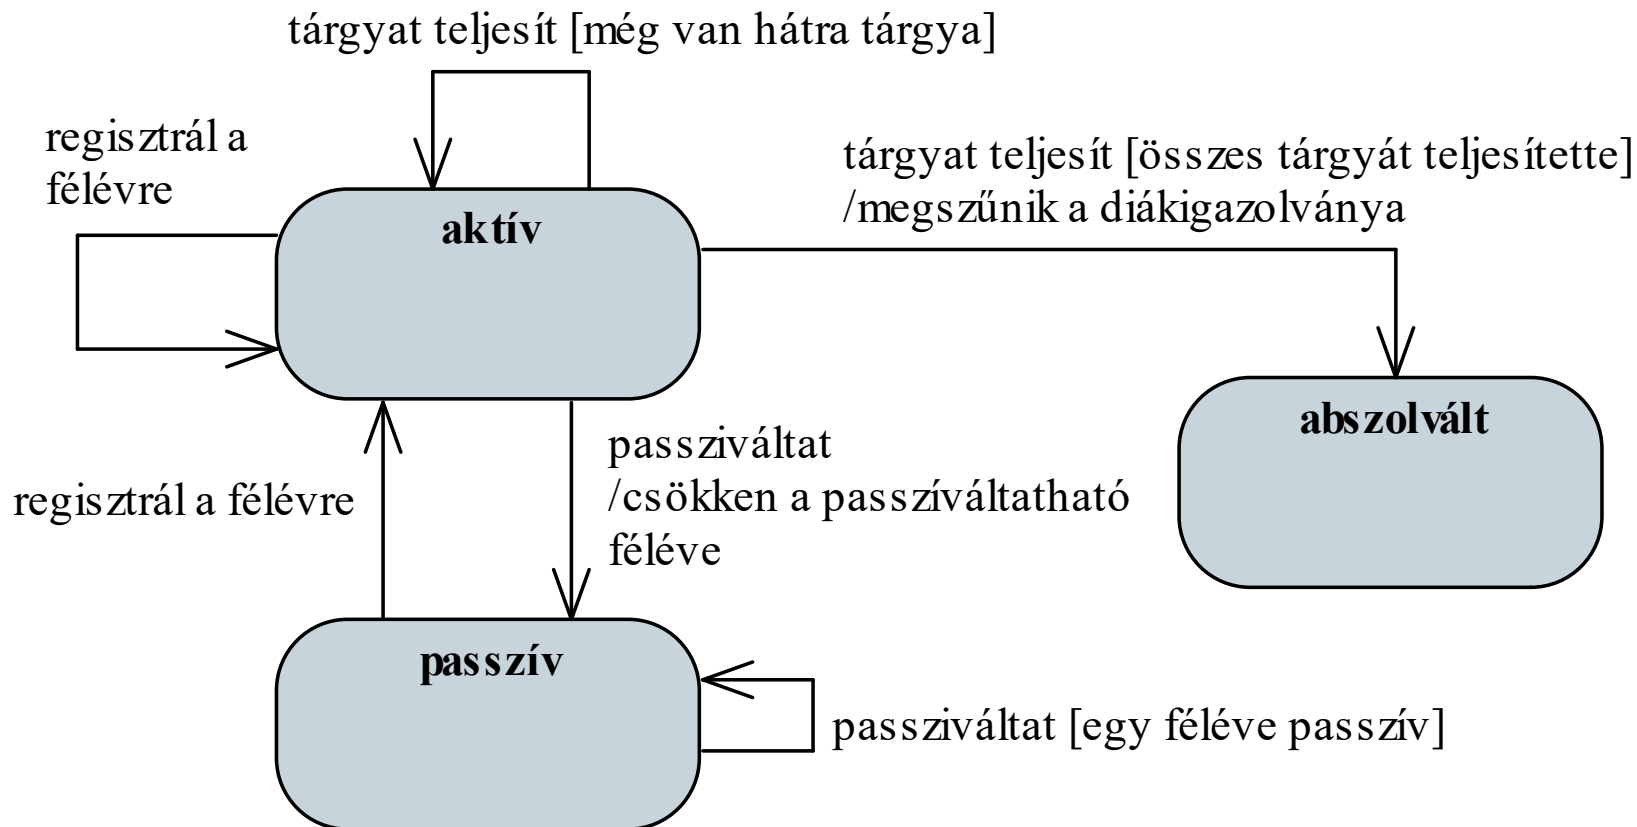 tárgyat teljesít [még van hátra tárgya]
regisztrál a
félévre
tárgyat teljesít [összes tárgyát teljesítette]
/megszűnik a diákigazolványa
aktív
abszolvált
passziváltat
/csökken a passzíváltatható
féléve
regisztrál a félévre
passzív
passziváltat [egy féléve passzív]